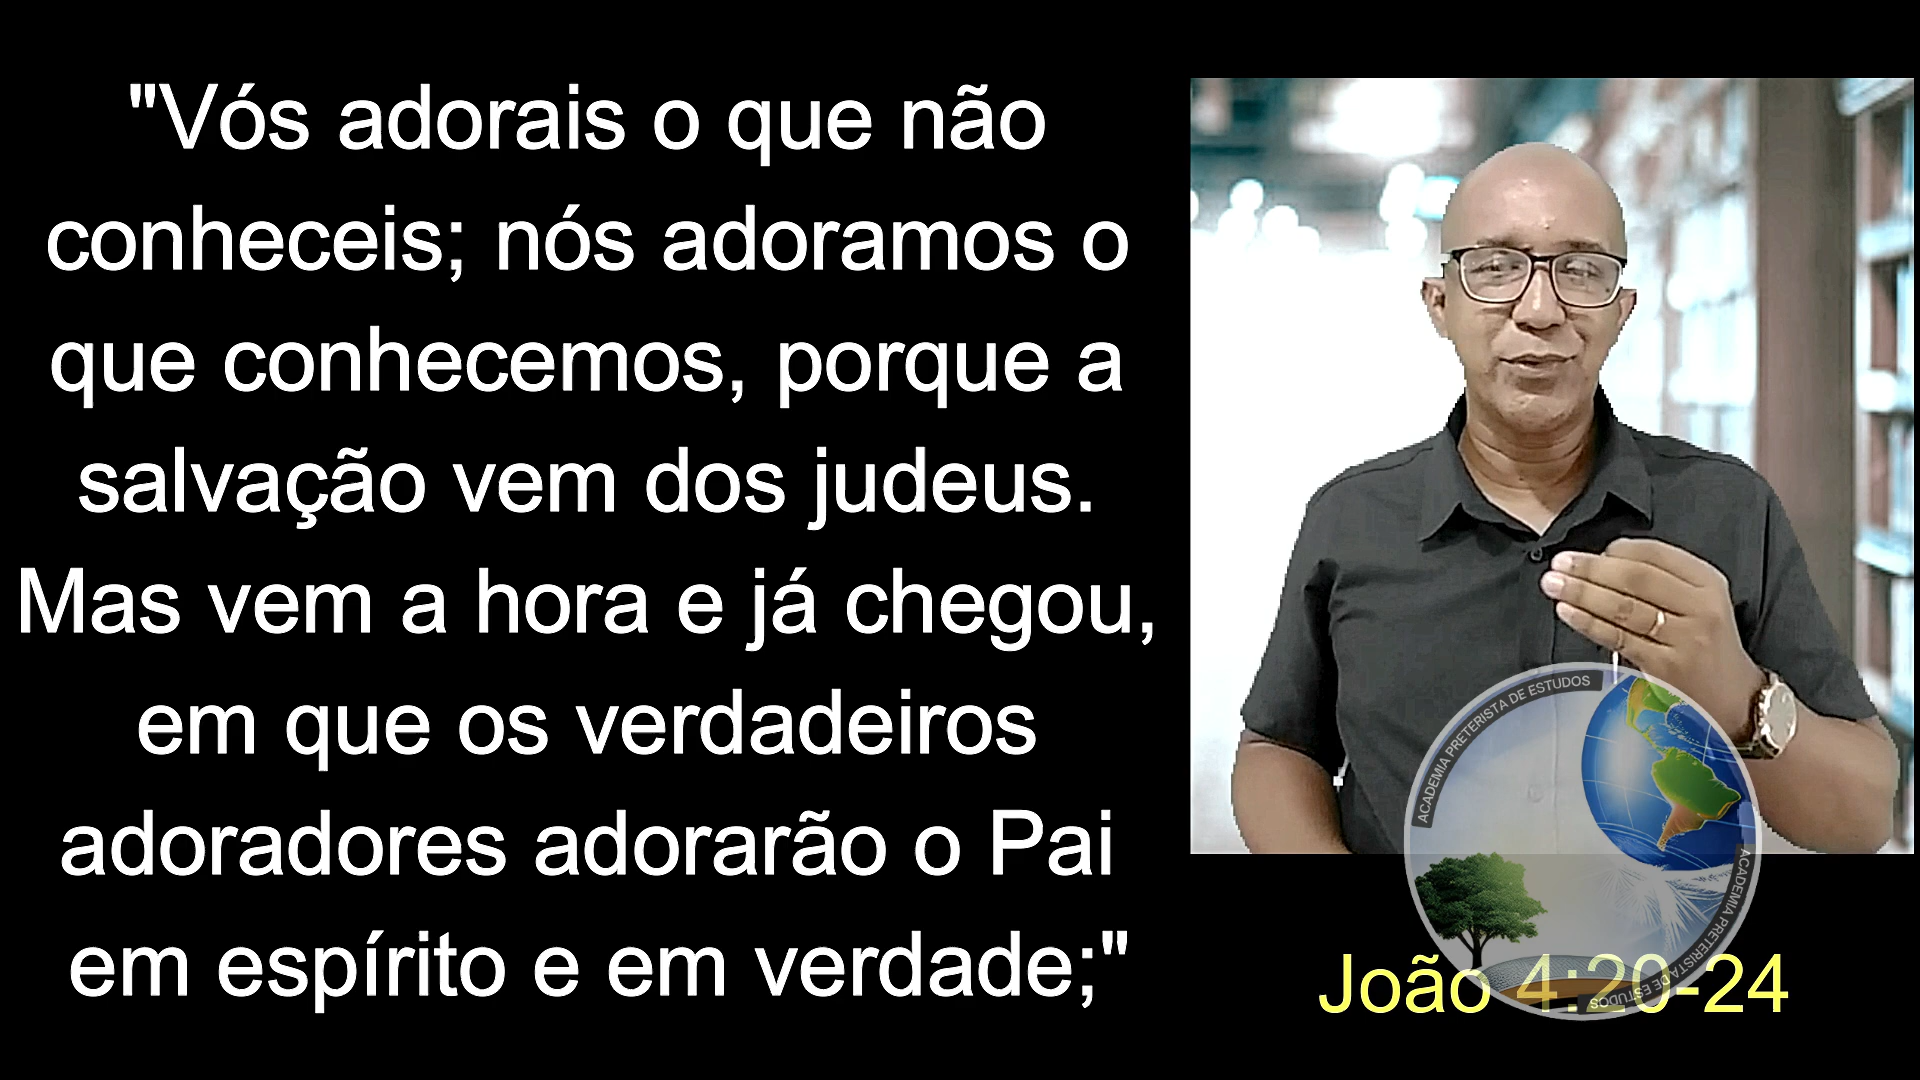 "Vós adorais o que não
conheceis; nós adoramos o
que conhecemos, porque a
salvação vem dos judeus.
Mas vem a hora e já chegou,
em que os verdadeiros
adoradores adorarão o Pai
em espírito e em verdade;"
ACADEMIA PRETERISTA DE ESTUDOS
ACADEMIA PRETERISTA DE ESTUDOS
João 4:20-24